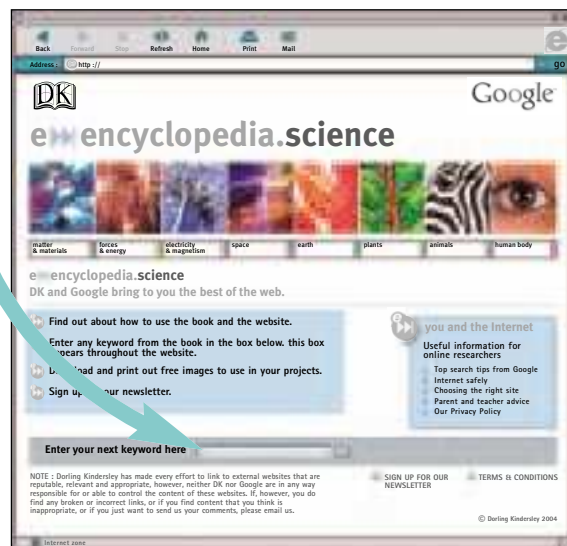 Back Forward Stop Refresh Home Print Mail
Address : http :// go
DK Google
e encyclopedia.science
matter & materials
forces & energy
electricity & magnetism
space
earth
plants
animals
human body
e encyclopedia.science
DK and Google bring to you the best of the web.
Find out about how to use the book and the website.
Enter any keyword from the book in the box below. this box
appears throughout the website.
and print out free images to use in your projects.
Sign newsletter.
e you and the Internet
Useful information for
online researchers
Top search tips from Google
Internet safely
Choosing the right site
Parent and teacher advice
Our Privacy Policy
Enter your next keyword here
NOTE : Dorling Kindersley has made every effort to link to external websites that are
reputable, relevant and appropriate, however, neither DK nor Google are in any way
responsible for or able to control the content of these websites. If, however, you do
find any broken or incorrect links, or if you find content that you think is
inappropriate, or if you just want to send us your comments, please email us.
SIGN UP FOR OUR
NEWSLETTER
TERMS & CONDITIONS
© Dorling Kindersley 2004
Internet zone